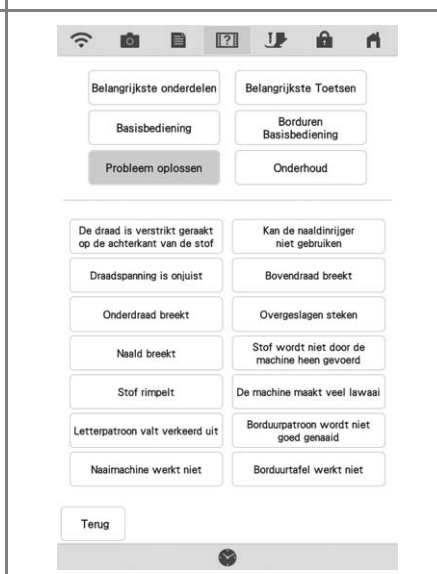 Belangrijkste onderdelen
Belangrijkste Toetsen
Basisbediening
Borduren
Basisbediening
Probleem oplossen
Onderhoud
De draad is verstrikt geraakt
op de achterkant van de stof
Kan de naaldinrijger
niet gebruiken
Draadspanning is onjuist
Bovendraad breekt
Onderdraad breekt
Overgeslagen steken
Naald breekt
Stof wordt niet door de
machine heen gevoerd
Stof rimpelt
De machine maakt veel lawaai
Letterpatroon valt verkeerd uit
Borduurpatroon wordt niet
goed genaaid
Naaimachine werkt niet
Borduurtafel werkt niet
Terug